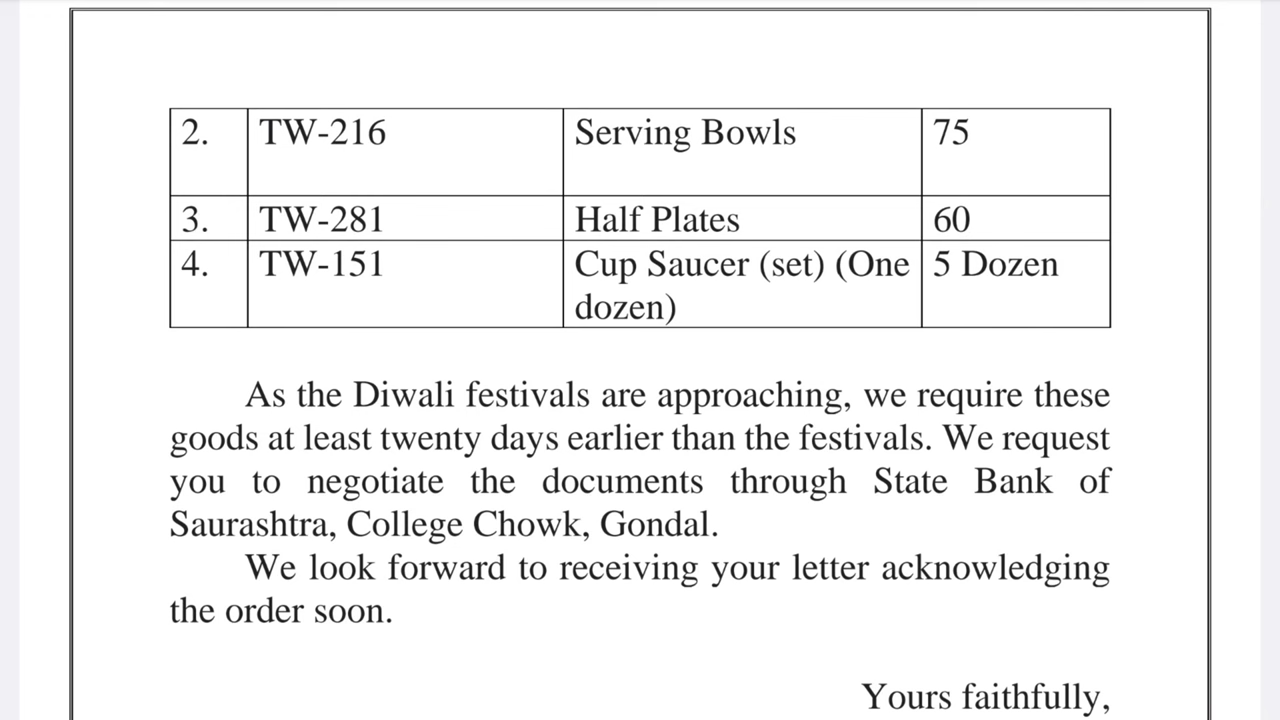 2. TW-216 Serving Bowls 75
3. TW-281 Half Plates 60
4. TW-151 Cup Saucer (set) (One 5 Dozen
dozen)
As the Diwali festivals are approaching, we require these
goods at least twenty days earlier than the festivals. We request
you to negotiate the documents through State Bank of
Saurashtra, College Chowk, Gondal.
We look forward to receiving your letter acknowledging
the order soon.
Yours faithfully,